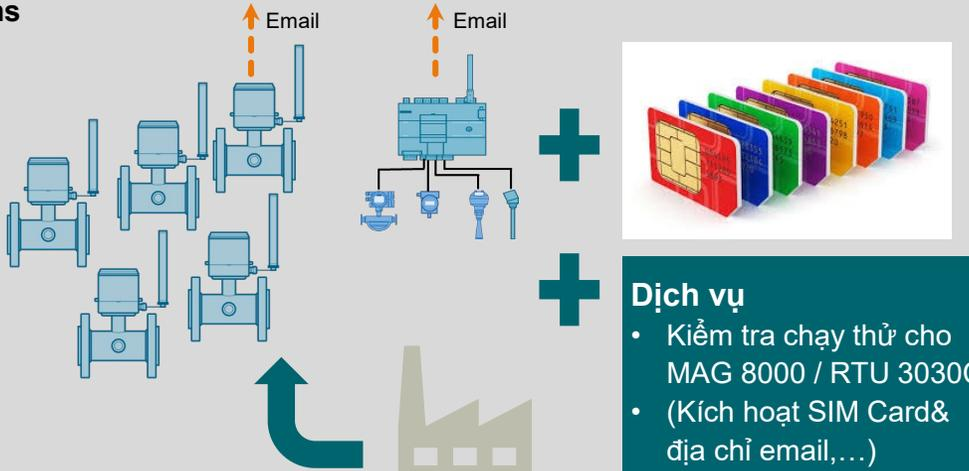 ns
Email
Email
Dịch vụ
• Kiểm tra chạy thử cho
MAG 8000 / RTU 3030C
• (Kích hoạt SIM Card&
địa chỉ email,…)